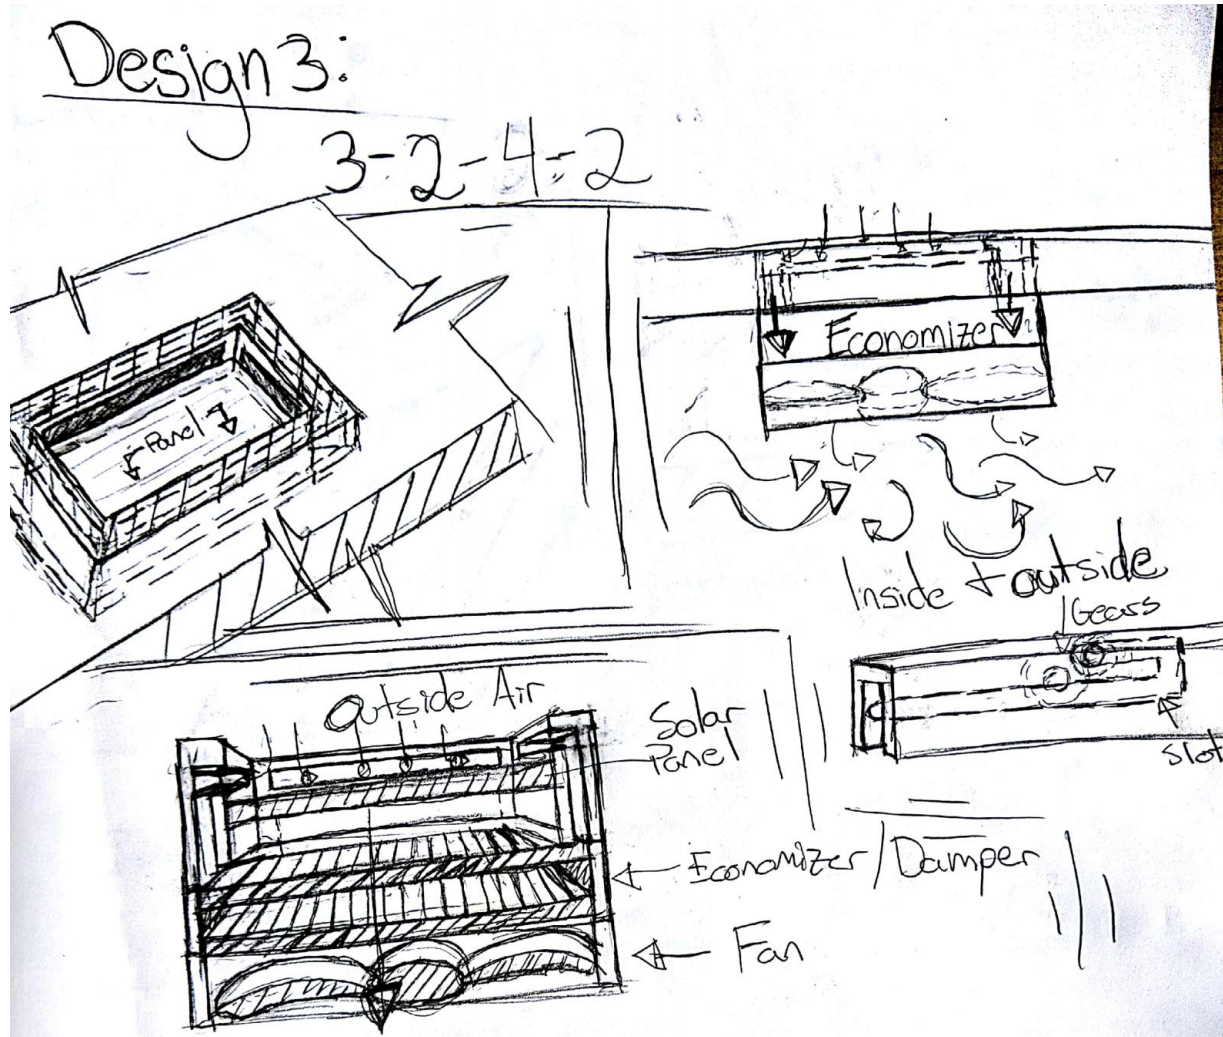 Design 3:
3-2-4-2
Panel
Economizer
Inside + outside
Gears
Slot
Outside Air
Solar
Panel
Economizer/Damper
Fan